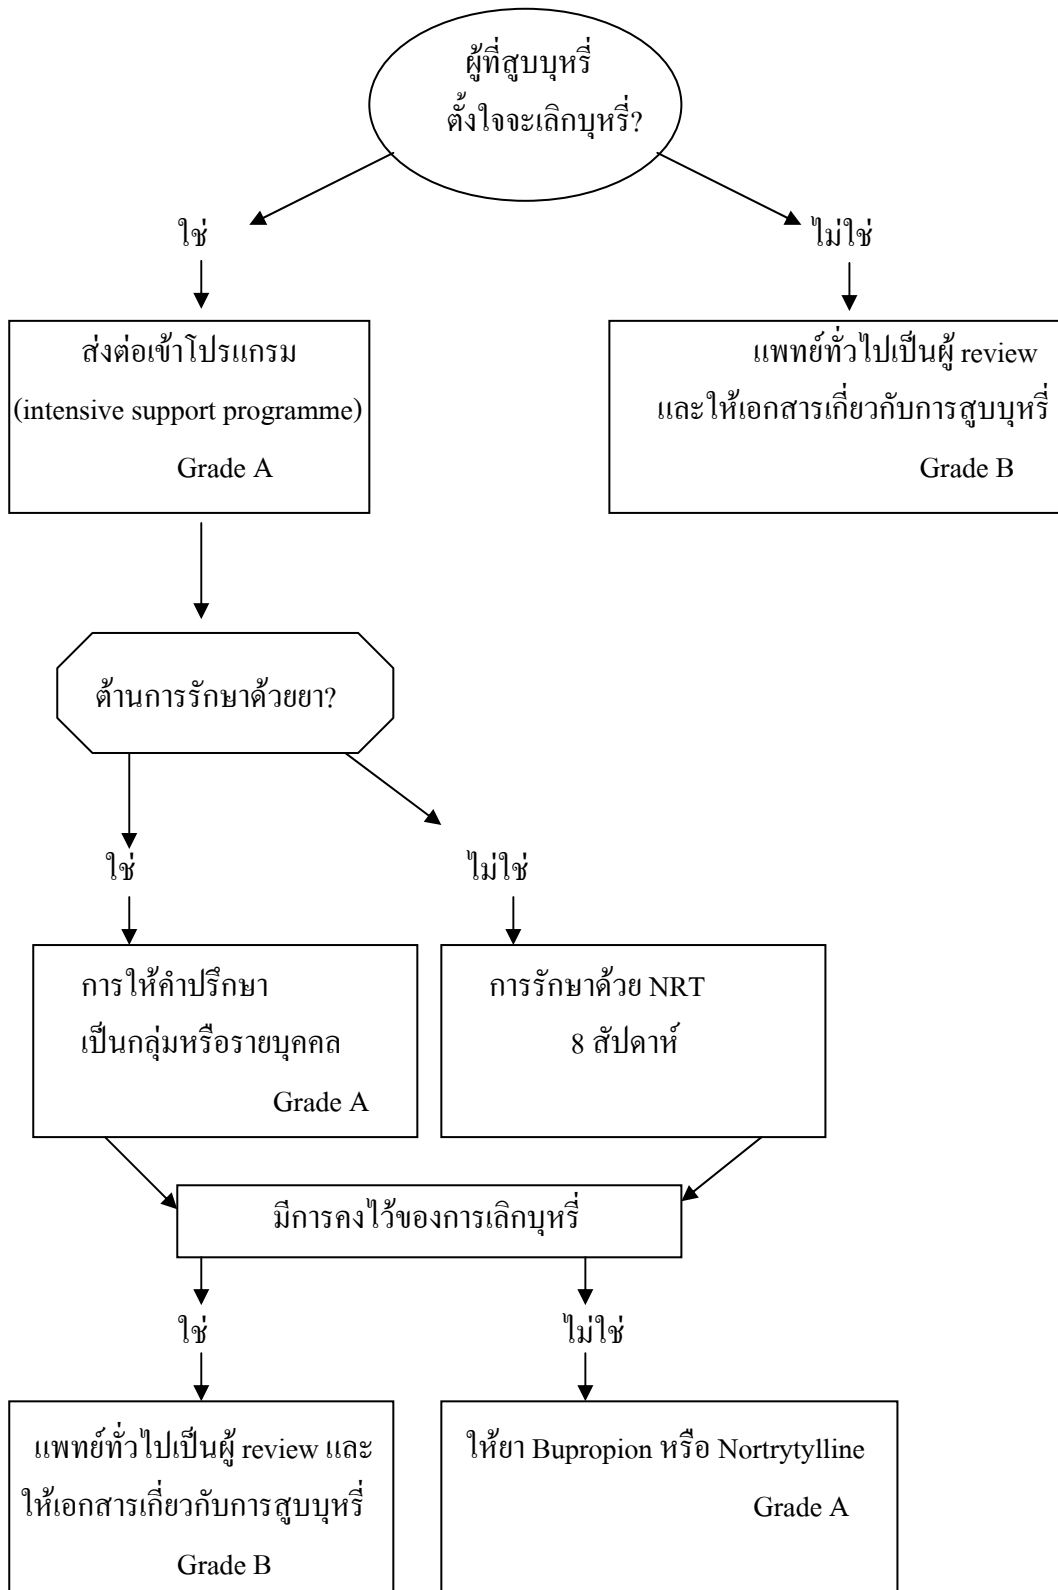 ผู้ที่สูบบุหรี่
ตั้งใจจะเลิกบุหรี่?
ใช่
ไม่ใช่
ส่งต่อเข้าโปรแกรม
(intensive support programme)
Grade A
แพทย์ทั่วไปเป็นผู้ review
และให้เอกสารเกี่ยวกับการสูบบุหรี่
Grade B
ต้านการรักษาด้วยยา?
ใช่
ไม่ใช่
การให้คำปรึกษา
เป็นกลุ่มหรือรายบุคคล
Grade A
การรักษาด้วย NRT
8 สัปดาห์
มีการคงไว้ของการเลิกบุหรี่
ใช่
ไม่ใช่
แพทย์ทั่วไปเป็นผู้ review และ
ให้เอกสารเกี่ยวกับการสูบบุหรี่
Grade B
ให้ยา Bupropion หรือ Nortrytylline
Grade A